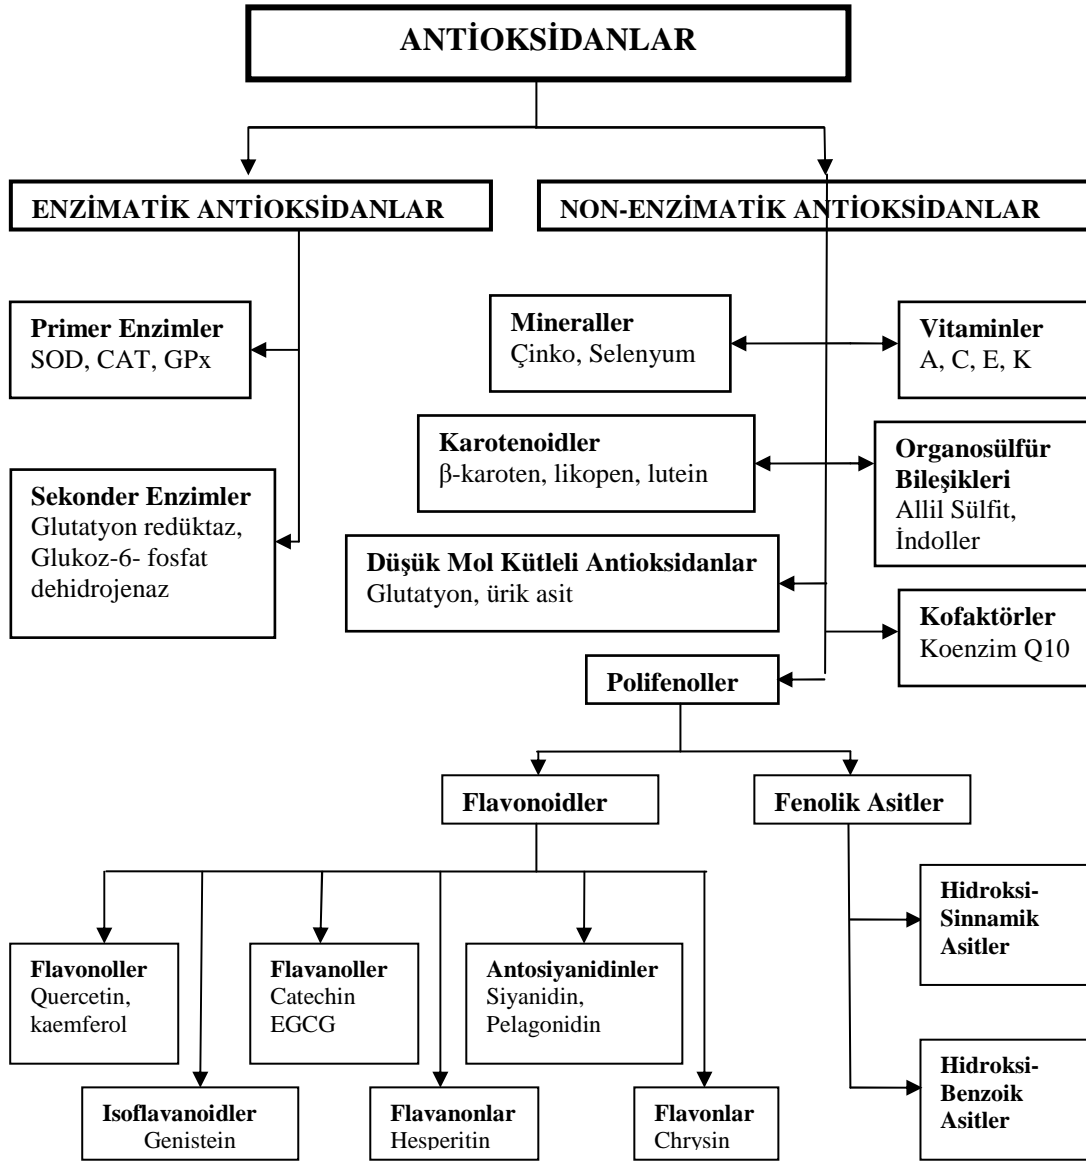 ANTİOKSİDANLAR
ENZİMATİK ANTİOKSİDANLAR
NON-ENZİMATİK ANTİOKSİDANLAR
Primer Enzimler
SOD, CAT, GPx
Sekonder Enzimler
Glutatyon redüktaz,
Glukoz-6- fosfat
dehidrojenaz
Mineraller
Çinko, Selenyum
Vitaminler
A, C, E, K
Karotenoidler
β-karoten, likopen, lutein
Organosülfür
Bileşikleri
Allil Sülfit,
İndoller
Düşük Mol Kütleli Antioksidanlar
Glutatyon, ürik asit
Kofaktörler
Koenzim Q10
Polifenoller
Flavonoidler
Fenolik Asitler
Flavonoller
Quercetin,
kaemferol
Flavanoller
Catechin
EGCG
Antosiyanidinler
Siyanidin,
Pelagonidin
Isoflavanoidler
Genistein
Flavanonlar
Hesperitin
Flavonlar
Chrysin
Hidroksi-
Sinnamik
Asitler
Hidroksi-
Benzoik
Asitler